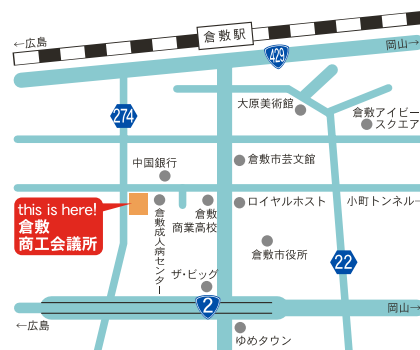 倉敷駅
←広島
岡山→
429
大原美術館
倉敷アイビー
スクエア
274
中国銀行
倉敷市芸文館
this is here!
倉敷
商工会議所
倉敷成人病センター
倉敷
商業高校
ロイヤルホスト
小町トンネル→
倉敷市役所
22
ザ・ビッグ
2
←広島
岡山→
ゆめタウン